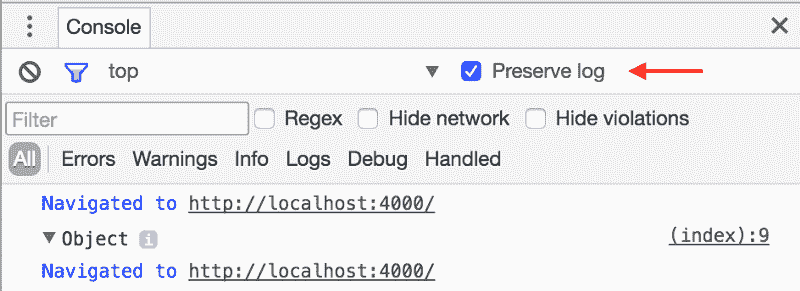 Console
top Preserve log
Filter Regex Hide network Hide violations
All Errors Warnings Info Logs Debug Handled
Navigated to http://localhost:4000/
Object i (index):9
Navigated to http://localhost:4000/